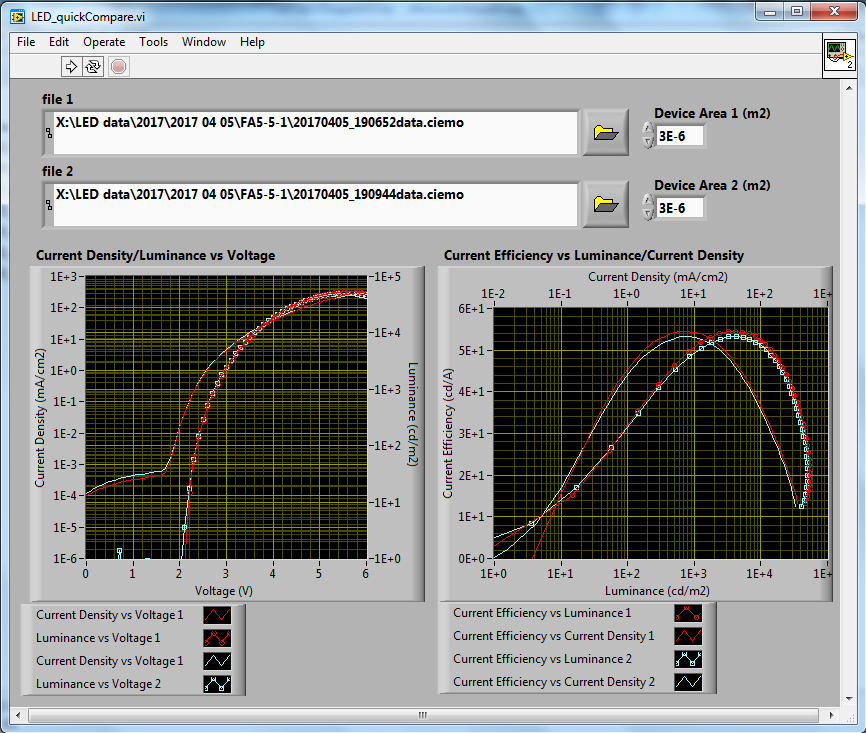 LED_quickCompare.vi
File Edit Operate Tools Window Help
2
file 1
X:\LED data\2017\2017 04 05\FA5-5-1\20170405_190652data.ciemo
Device Area 1 (m2)
3E-6
file 2
X:\LED data\2017\2017 04 05\FA5-5-1\20170405_190944data.ciemo
Device Area 2 (m2)
3E-6
Current Density/Luminance vs Voltage
1E+3
1E+2
1E+1
1E+0
1E-1
1E-2
1E-3
1E-4
1E-5
1E-6
Current Density (mA/cm2)
1E+5
1E+4
1E+3
1E+2
1E+1
1E+0
Luminance (cd/m2)
0 1 2 3 4 5 6
Voltage (V)
Current Density vs Voltage 1
Luminance vs Voltage 1
Current Density vs Voltage 1
Luminance vs Voltage 2
Current Efficiency vs Luminance/Current Density
Current Density (mA/cm2)
1E-2 1E-1 1E+0 1E+1 1E+2 1E+
6E+1
5E+1
4E+1
3E+1
2E+1
1E+1
0E+0
Current Efficiency (cd/A)
1E+0 1E+1 1E+2 1E+3 1E+4 1E+
Luminance (cd/m2)
Current Efficiency vs Luminance 1
Current Efficiency vs Current Density 1
Current Efficiency vs Luminance 2
Current Efficiency vs Current Density 2